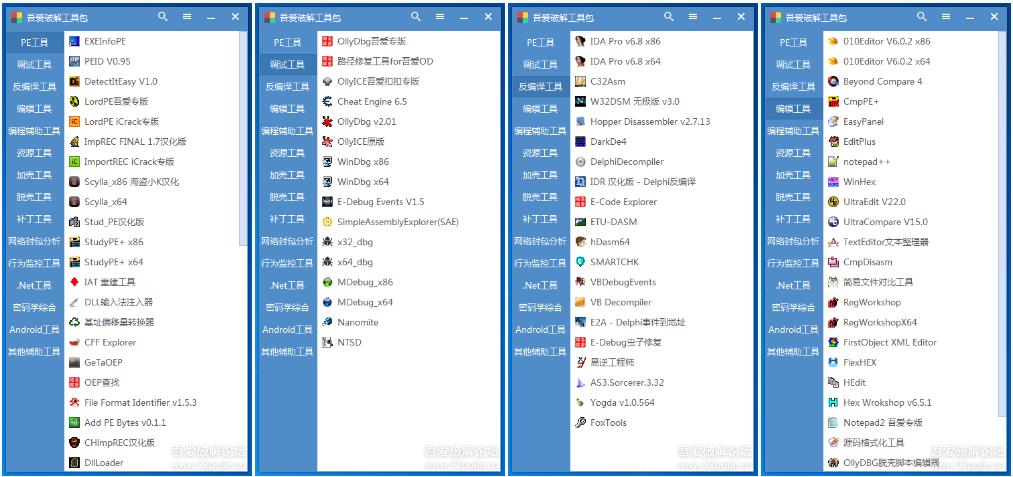 吾爱破解工具包
PE工具
调试工具
反编译工具
编辑工具
编程辅助工具
资源工具
加壳工具
脱壳工具
补丁工具
网络封包分析
行为监控工具
.Net工具
密码学综合
Android工具
其他辅助工具
EXEInfoPE
PEID V0.95
DetectItEasy V1.0
LordPE吾爱专版
LordPE iCrack专版
ImpREC FINAL 1.7汉化版
ImportREC iCrack专版
Scylla_x86 海盗小K汉化
Scylla_x64
Stud_PE汉化版
StudyPE+ x86
StudyPE+ x64
IAT 重建工具
DLL输入法注入器
基址偏移量转换器
CFF Explorer
GeTaOEP
OEP查找
File Format Identifier v1.5.3
Add PE Bytes v0.1.1
CHimpREC汉化版
DllLoader
吾爱破解论坛
www.52pojie.cn
吾爱破解工具包
PE工具
调试工具
反编译工具
编辑工具
编程辅助工具
资源工具
加壳工具
脱壳工具
补丁工具
网络封包分析
行为监控工具
.Net工具
密码学综合
Android工具
其他辅助工具
OllyDbg吾爱专版
路径修复工具for吾爱OD
OllyICE吾爱扣扣专版
Cheat Engine 6.5
OllyDbg v2.01
OllyICE原版
WinDbg x86
WinDbg x64
E-Debug Events V1.5
SimpleAssemblyExplorer(SAE)
x32_dbg
x64_dbg
MDebug_x86
MDebug_x64
Nanomite
NTSD
吾爱破解论坛
www.52pojie.cn
吾爱破解工具包
PE工具
调试工具
反编译工具
编辑工具
编程辅助工具
资源工具
加壳工具
脱壳工具
补丁工具
网络封包分析
行为监控工具
.Net工具
密码学综合
Android工具
其他辅助工具
IDA Pro v6.8 x86
IDA Pro v6.8 x64
C32Asm
W32DSM 无极版 v3.0
Hopper Disassembler v2.7.13
DarkDe4
DelphiDecompiler
IDR 汉化版 - Delphi反编译
E-Code Explorer
ETU-DASM
hDasm64
SMARTCHK
VBDebugEvents
VB Decompiler
E2A - Delphi事件到地址
E-Debug虫子修复
易逆工程师
AS3.Sorcerer.3.32
Yogda v1.0.564
FoxTools
吾爱破解论坛
www.52pojie.cn
吾爱破解工具包
PE工具
调试工具
反编译工具
编辑工具
编程辅助工具
资源工具
加壳工具
脱壳工具
补丁工具
网络封包分析
行为监控工具
.Net工具
密码学综合
Android工具
其他辅助工具
010Editor V6.0.2 x86
010Editor V6.0.2 x64
Beyond Compare 4
CmpPE+
EasyPanel
EditPlus
notepad++
WinHex
UltraEdit V22.0
UltraCompare V15.0
TextEditor文本整理器
CmpDisasm
简易文件对比工具
RegWorkshop
RegWorkshopX64
FirstObject XML Editor
FlexHEX
HEdit
Hex Wrokshop v6.5.1
Notepad2 吾爱专版
源码格式化工具
OllyDBG脱壳脚本编辑器
吾爱破解论坛
www.52pojie.cn